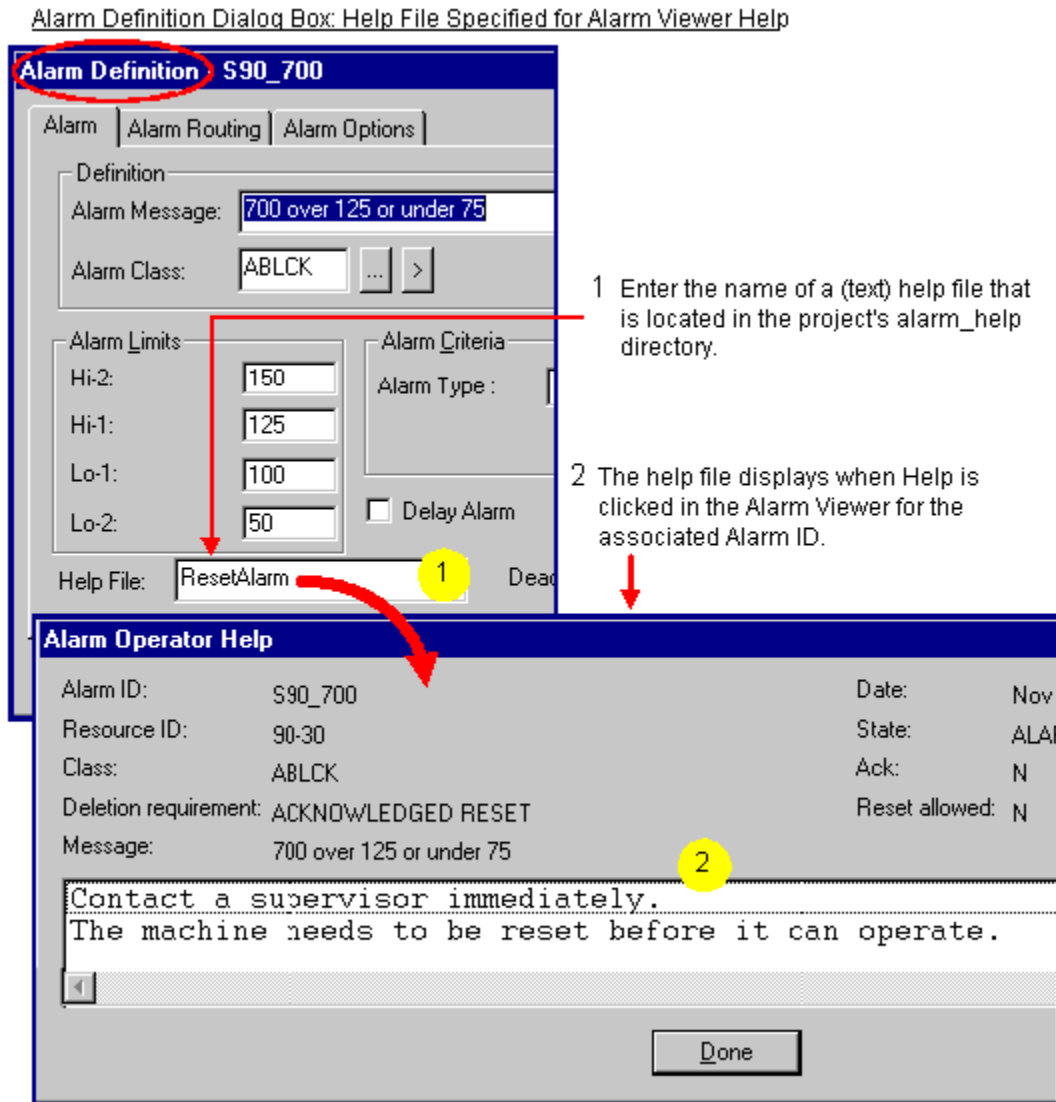 Alarm Definition Dialog Box: Help File Specified for Alarm Viewer Help
Alarm Definition - S90_700
Alarm
Alarm Routing
Alarm Options
Definition
Alarm Message: 700 over 125 or under 75
Alarm Class: ABLCK ... >
1 Enter the name of a (text) help file that
is located in the project's alarm_help
directory.
Alarm Limits
Hi-2: 150
Hi-1: 125
Lo-1: 100
Lo-2: 50
Alarm Criteria
Alarm Type :
Delay Alarm
2 The help file displays when Help is
clicked in the Alarm Viewer for the
associated Alarm ID.
Help File: ResetAlarm 1
Alarm Operator Help
Alarm ID: S90_700 Date: Nov
Resource ID: 90-30 State:
Class: ABLCK Ack: N
Deletion requirement: ACKNOWLEDGED RESET Reset allowed: N
Message: 700 over 125 or under 75
2
Contact a supervisor immediately.
The machine needs to be reset before it can operate.
Done